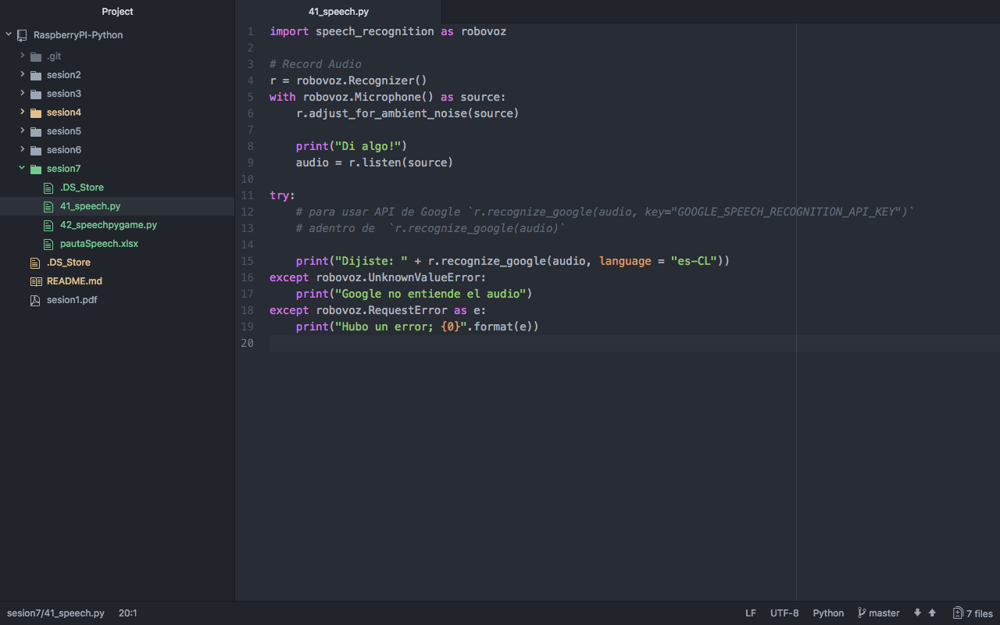 Project
RaspberryPI-Python
.git
sesion2
sesion3
sesion4
sesion5
sesion6
sesion7
.DS_Store
41_speech.py
42_speechpygame.py
pautaSpeech.xlsx
.DS_Store
README.md
sesion1.pdf
41_speech.py
1 import speech_recognition as robovoz
2
3 # Record Audio
4 r = robovoz.Recognizer()
5 with robovoz.Microphone() as source:
6     r.adjust_for_ambient_noise(source)
7
8     print("Di algo!")
9     audio = r.listen(source)
10
11 try:
12     # para usar API de Google `r.recognize_google(audio, key="GOOGLE_SPEECH_RECOGNITION_API_KEY")`
13     # adentro de  `r.recognize_google(audio)`
14
15     print("Dijiste: " + r.recognize_google(audio, language = "es-CL"))
16 except robovoz.UnknownValueError:
17     print("Google no entiende el audio")
18 except robovoz.RequestError as e:
19     print("Hubo un error; {0}".format(e))
20
sesion7/41_speech.py 20:1 LF UTF-8 Python master 7 files